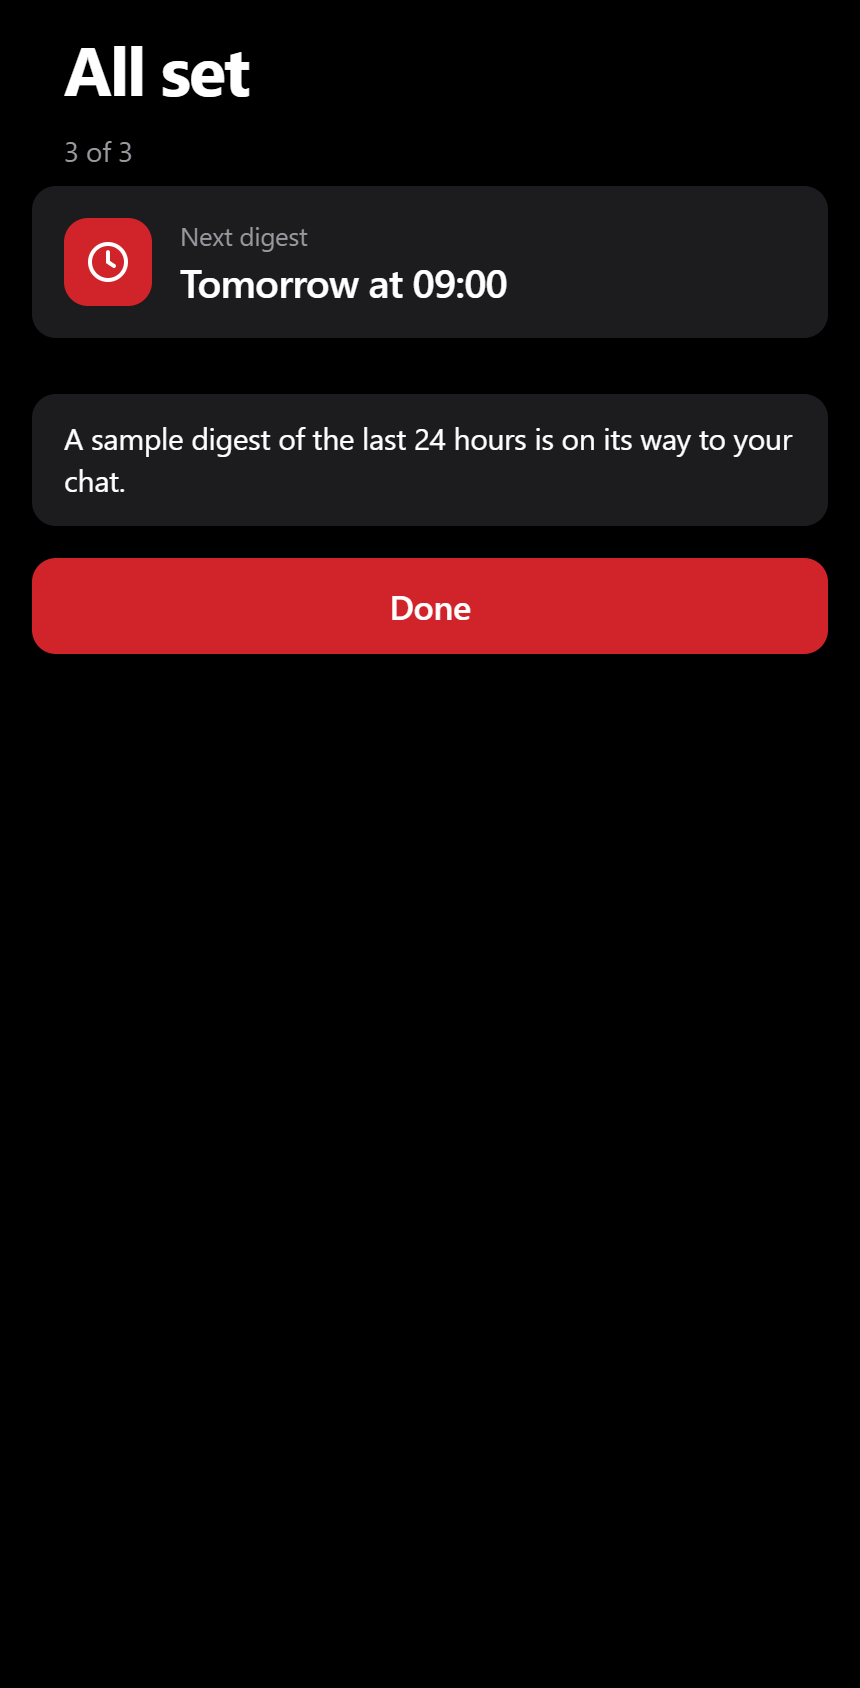 All set
3 of 3
Next digest
Tomorrow at 09:00
A sample digest of the last 24 hours is on its way to your
chat.
Done